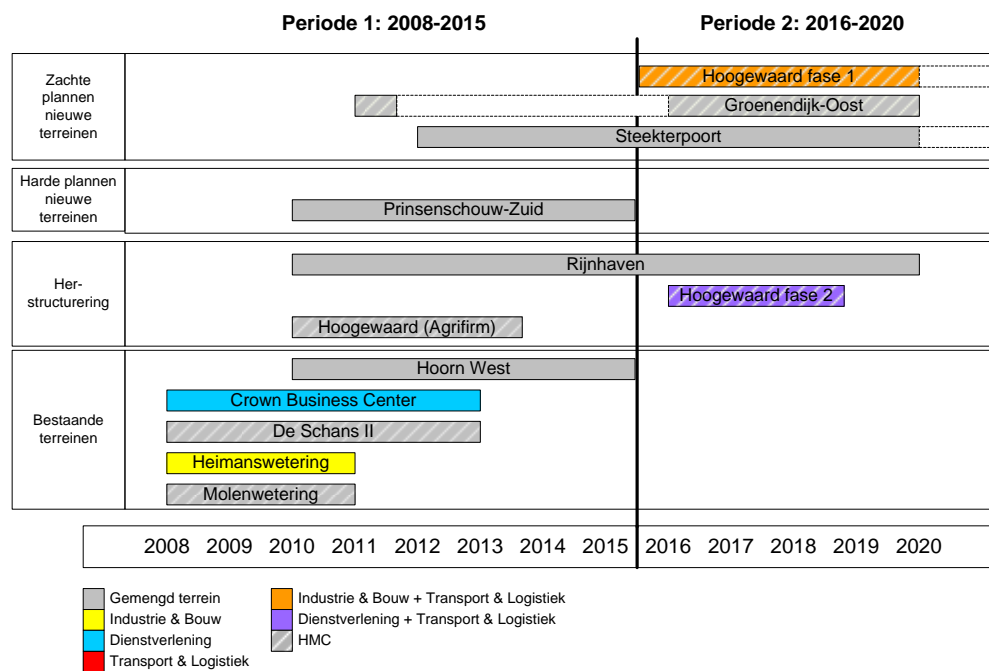 Periode 1: 2008-2015
Periode 2: 2016-2020
Zachte
plannen
nieuwe
terreinen
Hoogewaard fase 1
Groenendijk-Oost
Steekterpoort
Harde plannen
nieuwe
terreinen
Prinsenschouw-Zuid
Her-
structurering
Rijnhaven
Hoogewaard fase 2
Hoogewaard (Agrifirm)
Bestaande
terreinen
Hoorn West
Crown Business Center
De Schans II
Heimanswetering
Molenwetering
2008 2009 2010 2011 2012 2013 2014 2015 2016 2017 2018 2019 2020
Gemengd terrein
Industrie & Bouw
Dienstverlening
Transport & Logistiek
Industrie & Bouw + Transport & Logistiek
Dienstverlening + Transport & Logistiek
HMC